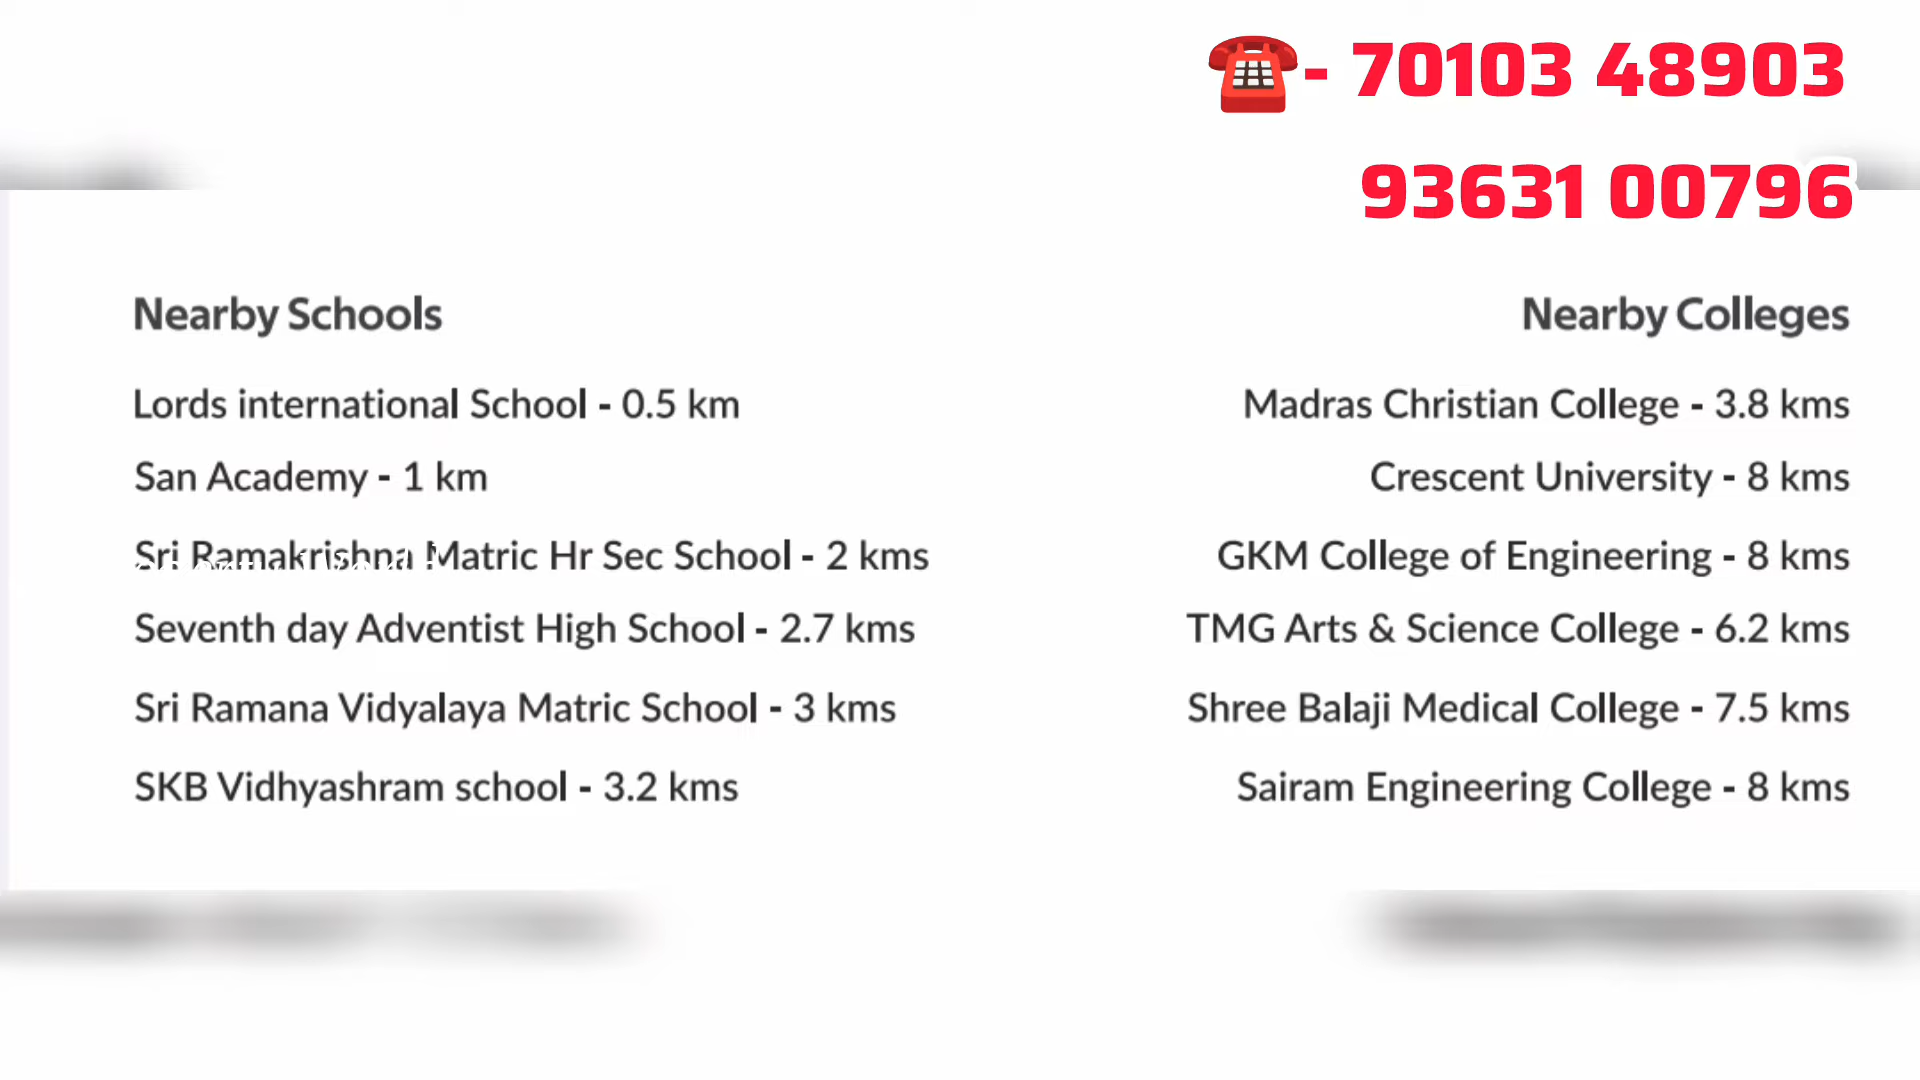 ☎️- 70103 48903
93631 00796
Nearby Schools
Lords international School - 0.5 km
San Academy - 1 km
Sri Ramakrishna Matric Hr Sec School - 2 kms
Seventh day Adventist High School - 2.7 kms
Sri Ramana Vidyalaya Matric School - 3 kms
SKB Vidhyashram school - 3.2 kms
Nearby Colleges
Madras Christian College - 3.8 kms
Crescent University - 8 kms
GKM College of Engineering - 8 kms
TMG Arts & Science College - 6.2 kms
Shree Balaji Medical College - 7.5 kms
Sairam Engineering College - 8 kms